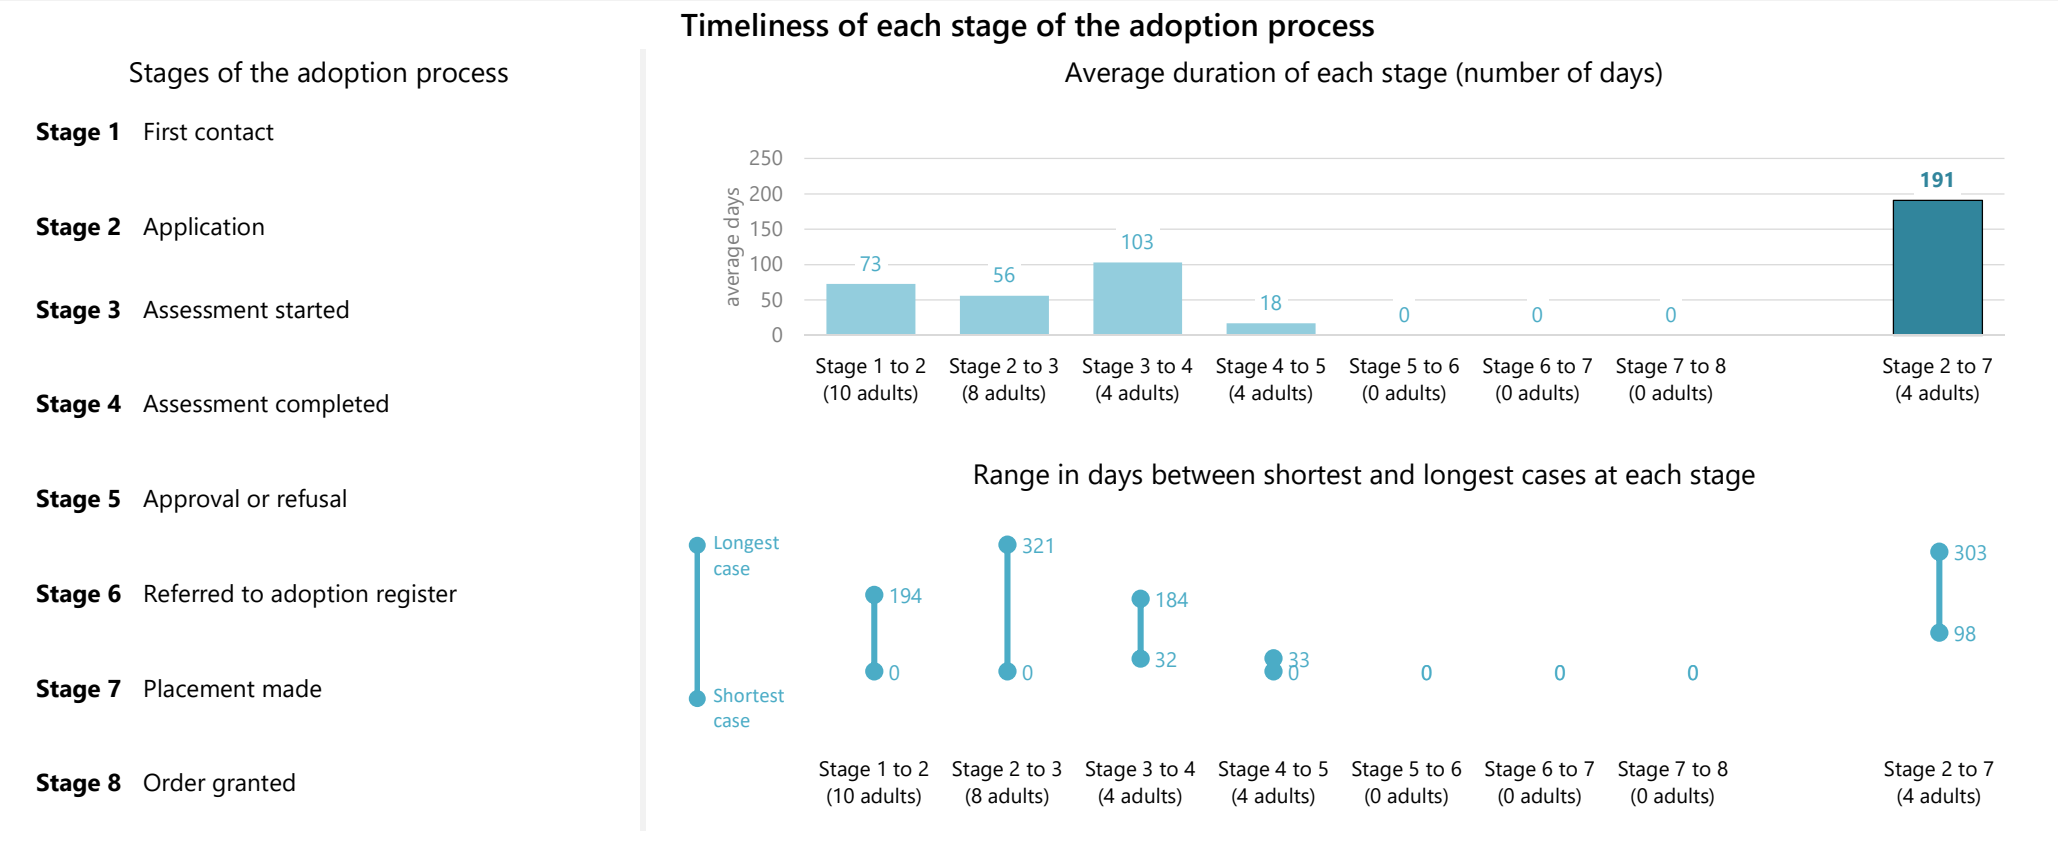 Timeliness of each stage of the adoption process
Stages of the adoption process
Stage 1 First contact
Stage 2 Application
Stage 3 Assessment started
Stage 4 Assessment completed
Stage 5 Approval or refusal
Stage 6 Referred to adoption register
Stage 7 Placement made
Stage 8 Order granted
Average duration of each stage (number of days)
average days
250
200
150
100
50
0
73
56
103
18
0
0
0
191
Stage 1 to 2 Stage 2 to 3 Stage 3 to 4 Stage 4 to 5 Stage 5 to 6 Stage 6 to 7 Stage 7 to 8 Stage 2 to 7
(10 adults) (8 adults) (4 adults) (4 adults) (0 adults) (0 adults) (0 adults) (4 adults)
Range in days between shortest and longest cases at each stage
Longest
case
Shortest
case
194
0
321
0
184
32
33
0
0
0
0
303
98
Stage 1 to 2 Stage 2 to 3 Stage 3 to 4 Stage 4 to 5 Stage 5 to 6 Stage 6 to 7 Stage 7 to 8 Stage 2 to 7
(10 adults) (8 adults) (4 adults) (4 adults) (0 adults) (0 adults) (0 adults) (4 adults)